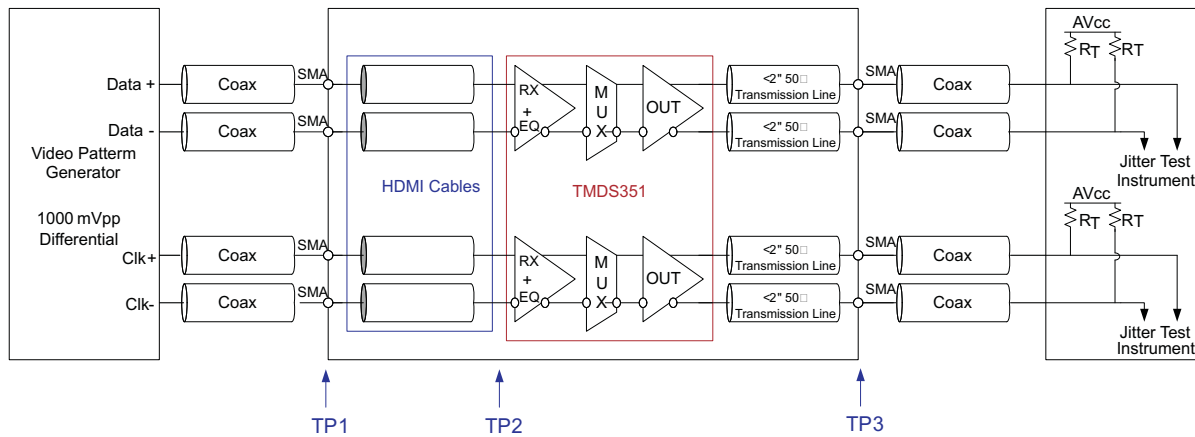 Data +
Data -
Video Patterm
Generator
1000 mVpp
Differential
Clk+
Clk-
Coax
Coax
Coax
Coax
SMA
SMA
SMA
SMA
HDMI Cables
RX
+
EQ
M
U
X
OUT
TMDS351
RX
+
EQ
M
U
X
OUT
<2" 50□
Transmission Line
<2" 50□
Transmission Line
<2" 50□
Transmission Line
<2" 50□
Transmission Line
SMA
SMA
SMA
SMA
Coax
Coax
Coax
Coax
AVcc
RT
RT
Jitter Test
Instrument
AVcc
RT
RT
Jitter Test
Instrument
TP1
TP2
TP3